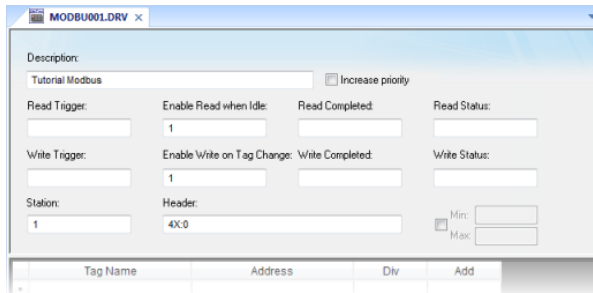 MODBU001.DRV ×
Description:
Tutorial Modbus
Increase priority
Read Trigger: Enable Read when Idle: Read Completed: Read Status:
1
Write Trigger: Enable Write on Tag Change: Write Completed: Write Status:
1
Station: Header:
1 4X:0
Min:
Max:
Tag Name Address Div Add